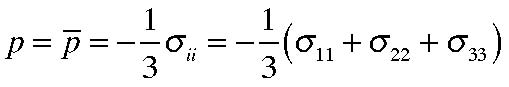 p = p̅ = −1/3 σ_ii = −1/3 (σ_11 + σ_22 + σ_33)